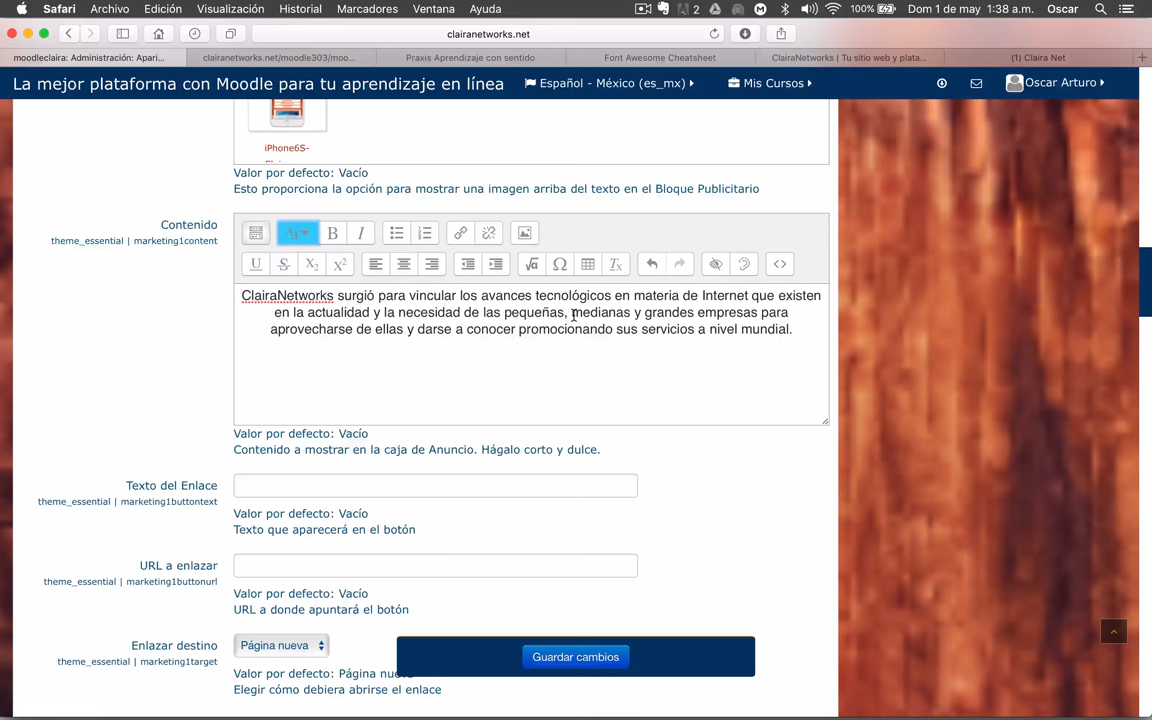 Safari Archivo Edición Visualización Historial Marcadores Ventana Ayuda 2 100% Dom 1 de may 1:38 a.m. Oscar
clairanetworks.net
moodleclaira: Administración: Apari... clairanetworks.net/moodle303/moo... Praxis Aprendizaje con sentido Font Awesome Cheatsheet ClairaNetworks | Tu sitio web y plata... (1) Claira Net
La mejor plataforma con Moodle para tu aprendizaje en línea Español - México (es_mx) Mis Cursos Oscar Arturo
iPhone6S-
Valor por defecto: Vacío
Esto proporciona la opción para mostrar una imagen arriba del texto en el Bloque Publicitario
Contenido
theme_essential | marketing1content
B I
U S X2 X2 Ω Tx
ClairaNetworks surgió para vincular los avances tecnológicos en materia de Internet que existen
en la actualidad y la necesidad de las pequeñas, medianas y grandes empresas para
aprovecharse de ellas y darse a conocer promocionando sus servicios a nivel mundial.
Valor por defecto: Vacío
Contenido a mostrar en la caja de Anuncio. Hágalo corto y dulce.
Texto del Enlace
theme_essential | marketing1buttontext
Valor por defecto: Vacío
Texto que aparecerá en el botón
URL a enlazar
theme_essential | marketing1buttonurl
Valor por defecto: Vacío
URL a donde apuntará el botón
Enlazar destino
theme_essential | marketing1target
Página nueva
Guardar cambios
Valor por defecto: Página
Elegir cómo debiera abrirse el enlace